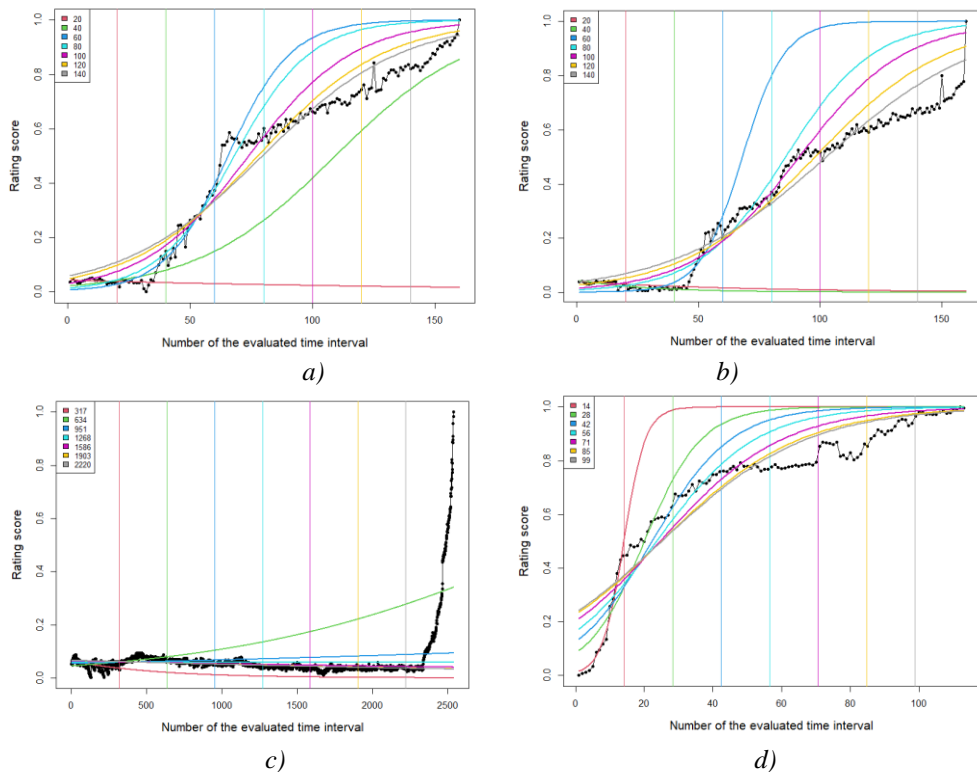 Rating score
0.0 0.2 0.4 0.6 0.8 1.0
20
40
60
80
100
120
140
0 50 100 150
Number of the evaluated time interval
a)
Rating score
0.0 0.2 0.4 0.6 0.8 1.0
20
40
60
80
100
120
140
0 50 100 150
Number of the evaluated time interval
b)
Rating score
0.0 0.2 0.4 0.6 0.8 1.0
317
634
951
1268
1586
1903
2220
0 500 1000 1500 2000 2500
Number of the evaluated time interval
c)
Rating score
0.0 0.2 0.4 0.6 0.8 1.0
14
28
42
56
71
85
99
0 20 40 60 80 100
Number of the evaluated time interval
d)